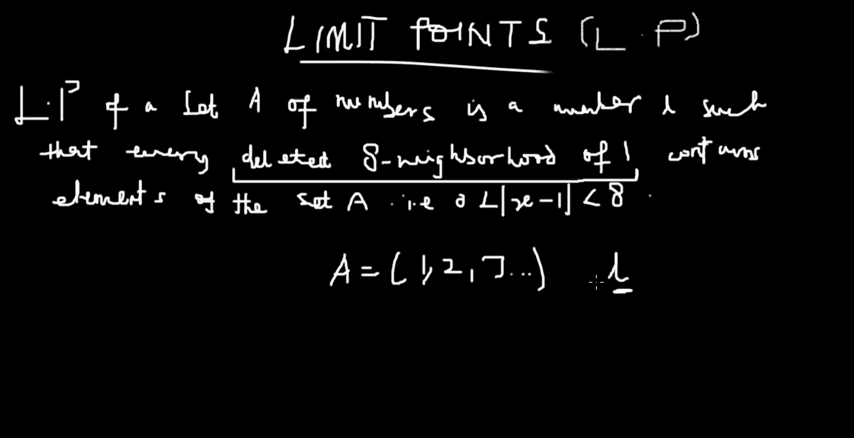 LIMIT POINTS (L.P)
L.P of a set A of numbers is a number l such
that every deleted δ-neighborhood of l contains
elements of the set A i.e 0 < |x-l| < δ.
A = (1, 2, 3...) l